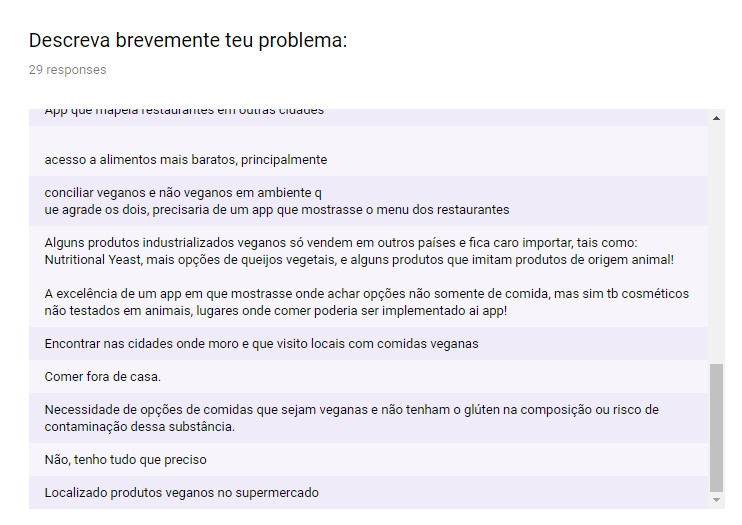 Descreva brevemente teu problema:
29 responses
App que mapeia restaurantes em outras cidades
acesso a alimentos mais baratos, principalmente
conciliar veganos e não veganos em ambiente q
ue agrade os dois, precisaria de um app que mostrasse o menu dos restaurantes
Alguns produtos industrializados veganos só vendem em outros países e fica caro importar, tais como:
Nutritional Yeast, mais opções de queijos vegetais, e alguns produtos que imitam produtos de origem animal!
A excelência de um app em que mostrasse onde achar opções não somente de comida, mas sim tb cosméticos
não testados em animais, lugares onde comer poderia ser implementado ai app!
Encontrar nas cidades onde moro e que visito locais com comidas veganas
Comer fora de casa.
Necessidade de opções de comidas que sejam veganas e não tenham o glúten na composição ou risco de
contaminação dessa substância.
Não, tenho tudo que preciso
Localizado produtos veganos no supermercado